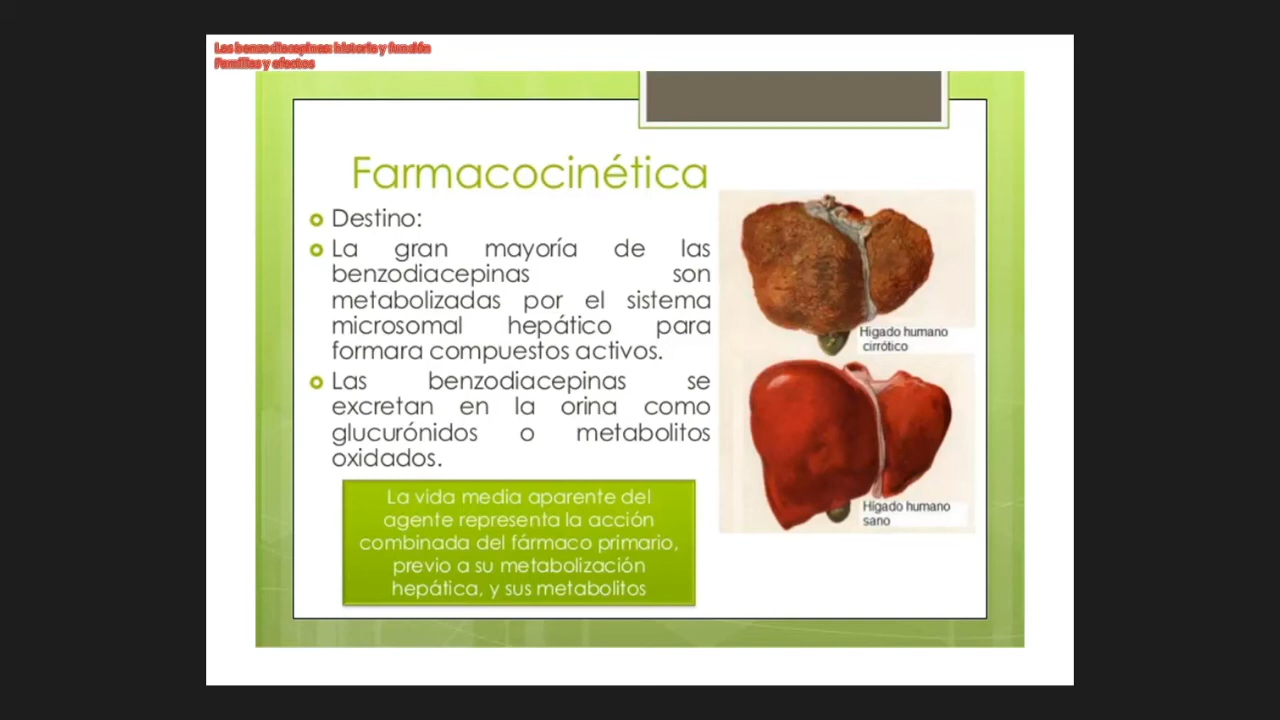 Las benzodiacepinas: historia y función
Familias y efectos
Farmacocinética
Destino:
La gran mayoría de las
benzodiacepinas son
metabolizadas por el sistema
microsomal hepático para
formara compuestos activos.
Las benzodiacepinas se
excretan en la orina como
glucurónidos o metabolitos
oxidados.
La vida media aparente del
agente representa la acción
combinada del fármaco primario,
previo a su metabolización
hepática, y sus metabolitos
Higado humano
cirrótico
Hígado humano
sano